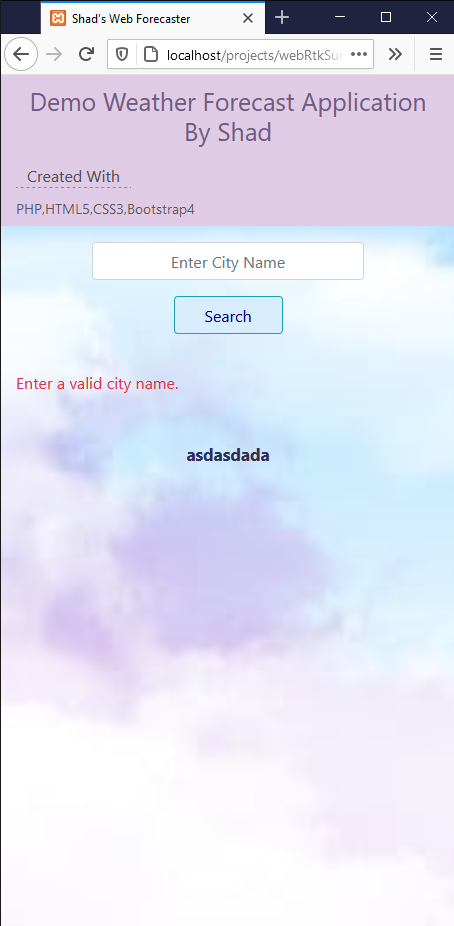 Shad's Web Forecaster
localhost/projects/webRtkSu
Demo Weather Forecast Application
By Shad
Created With
PHP,HTML5,CSS3,Bootstrap4
Enter City Name
Search
Enter a valid city name.
asdasdada